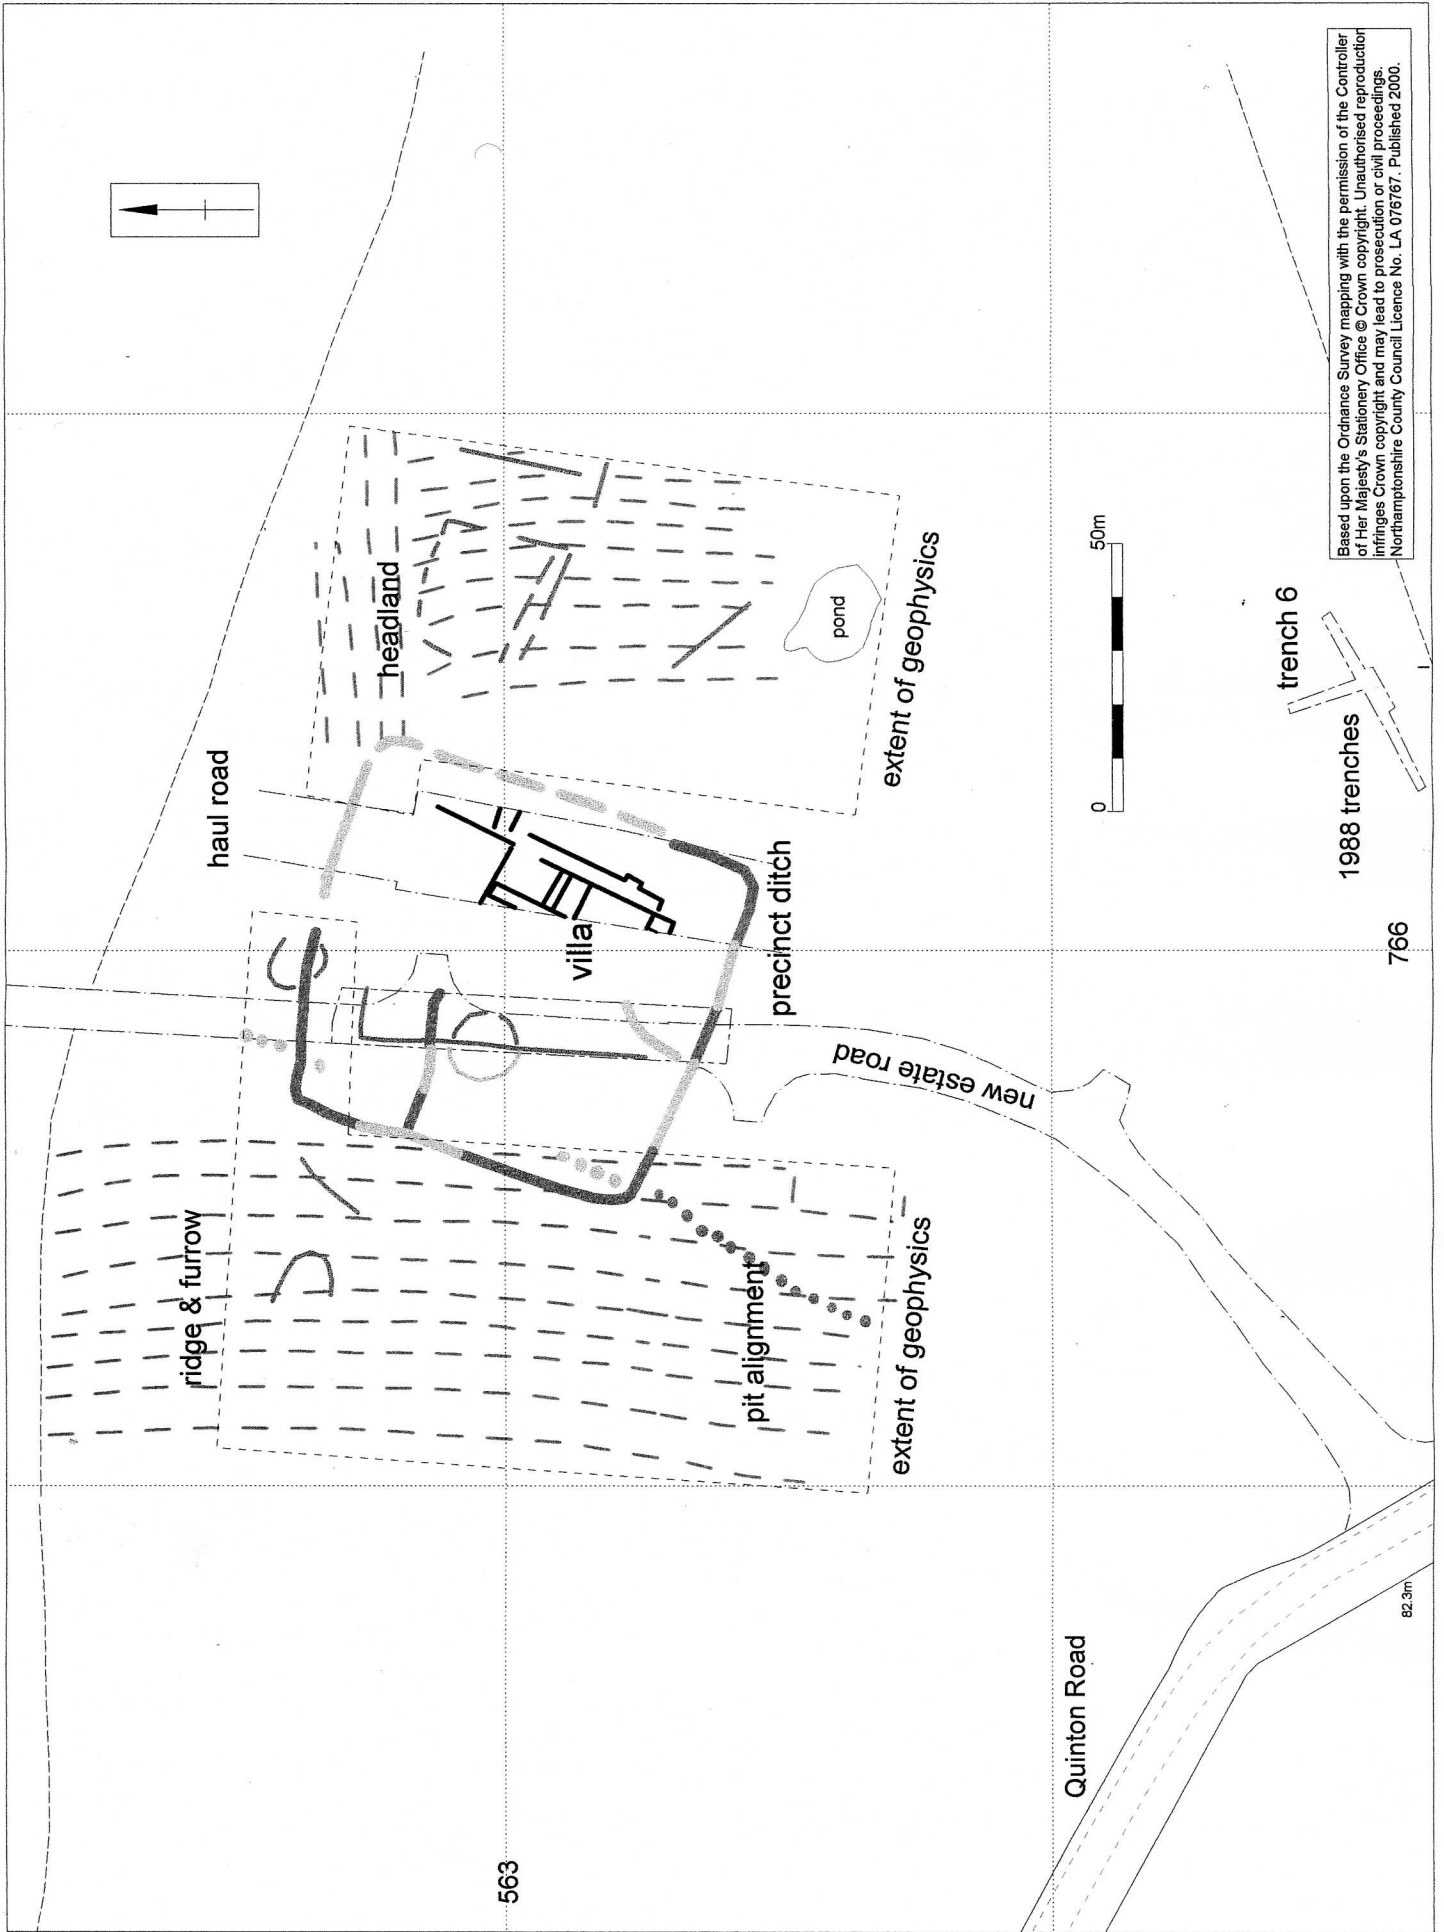 haul road
headland
ridge & furrow
villa
precinct ditch
pit alignment
pond
extent of geophysics
extent of geophysics
new estate road
563
766
Quinton Road
82.3m
0
50m
trench 6
1988 trenches
Based upon the Ordnance Survey mapping with the permission of the Controller
of Her Majesty's Stationery Office © Crown copyright. Unauthorised reproduction
infringes Crown copyright and may lead to prosecution or civil proceedings.
Northamptonshire County Council Licence No. LA 076767. Published 2000.